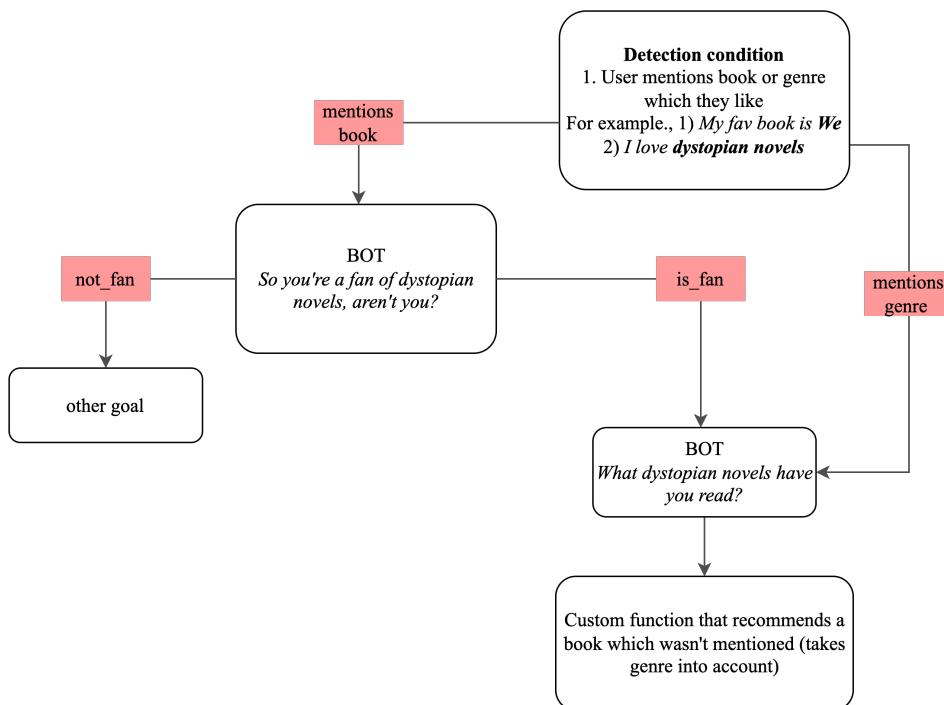 Detection condition
1. User mentions book or genre
which they like
For example., 1) My fav book is We
2) I love dystopian novels
mentions
book
BOT
So you're a fan of dystopian
novels, aren't you?
not_fan
is_fan
mentions
genre
other goal
BOT
What dystopian novels have
you read?
Custom function that recommends a
book which wasn't mentioned (takes
genre into account)